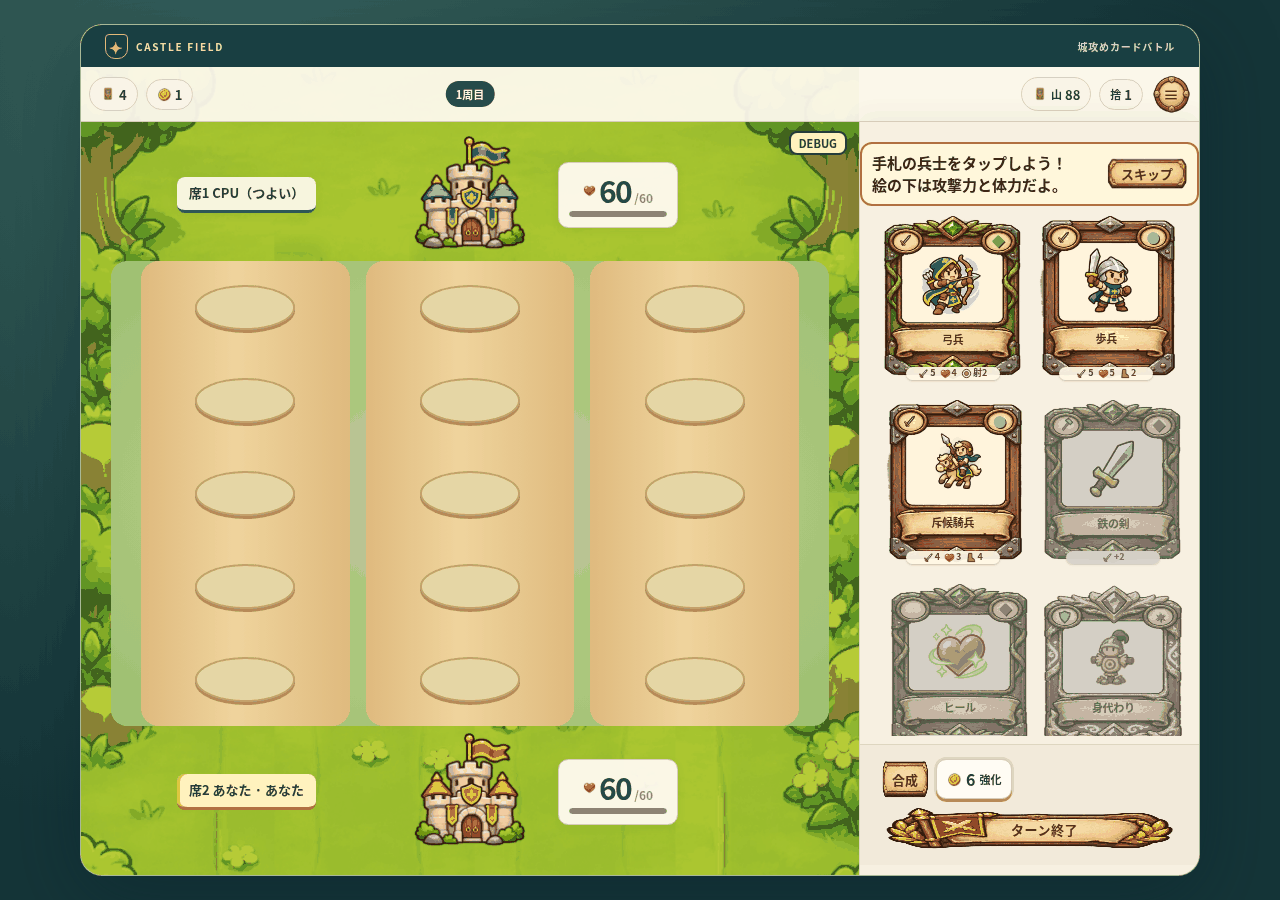 CASTLE FIELD
城攻めカードバトル
4
1
1周目
山 88
捨 1
DEBUG
席1 CPU（つよい）
60/60
手札の兵士をタップしよう！
絵の下は攻撃力と体力だよ。
スキップ
弓兵
5 4 射2
歩兵
5 5 2
斥候騎兵
4 3 4
鉄の剣
+2
ヒール
身代わり
席2 あなた・あなた
60/60
合成
6 強化
ターン終了